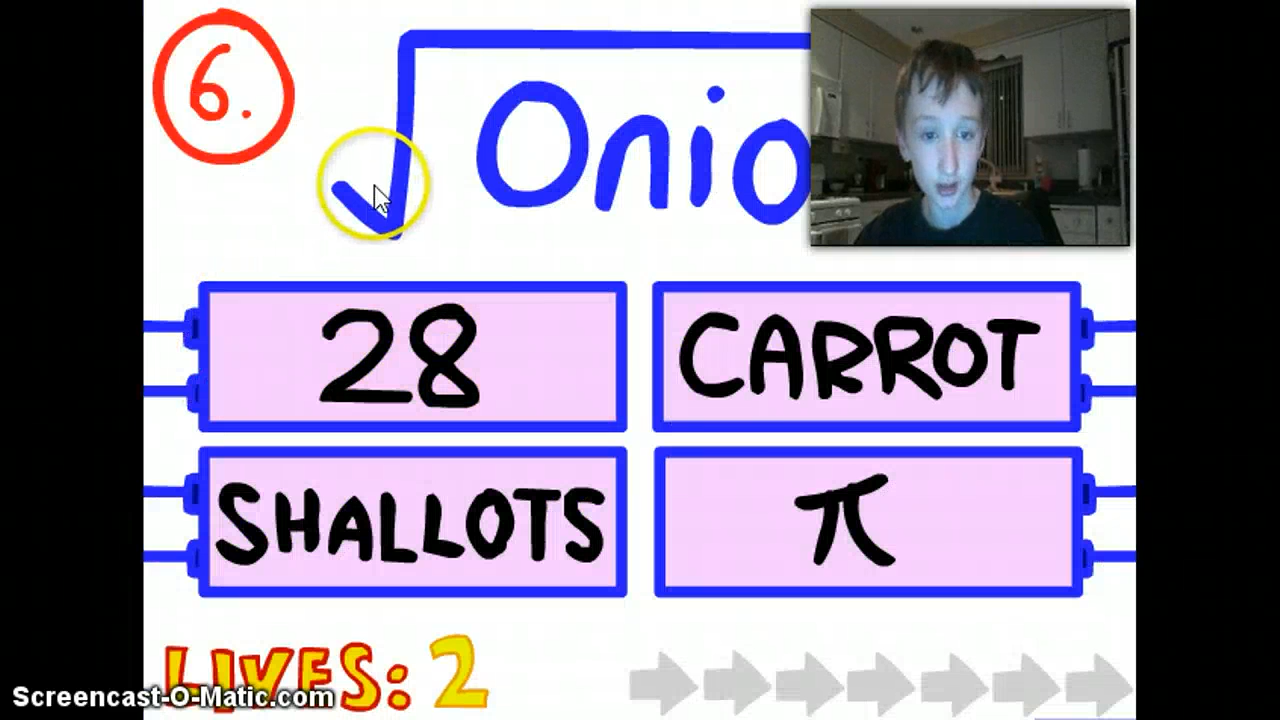 6.
√Onio
28
CARROT
SHALLOTS
π
LIVES: 2
Screencast-O-Matic.com